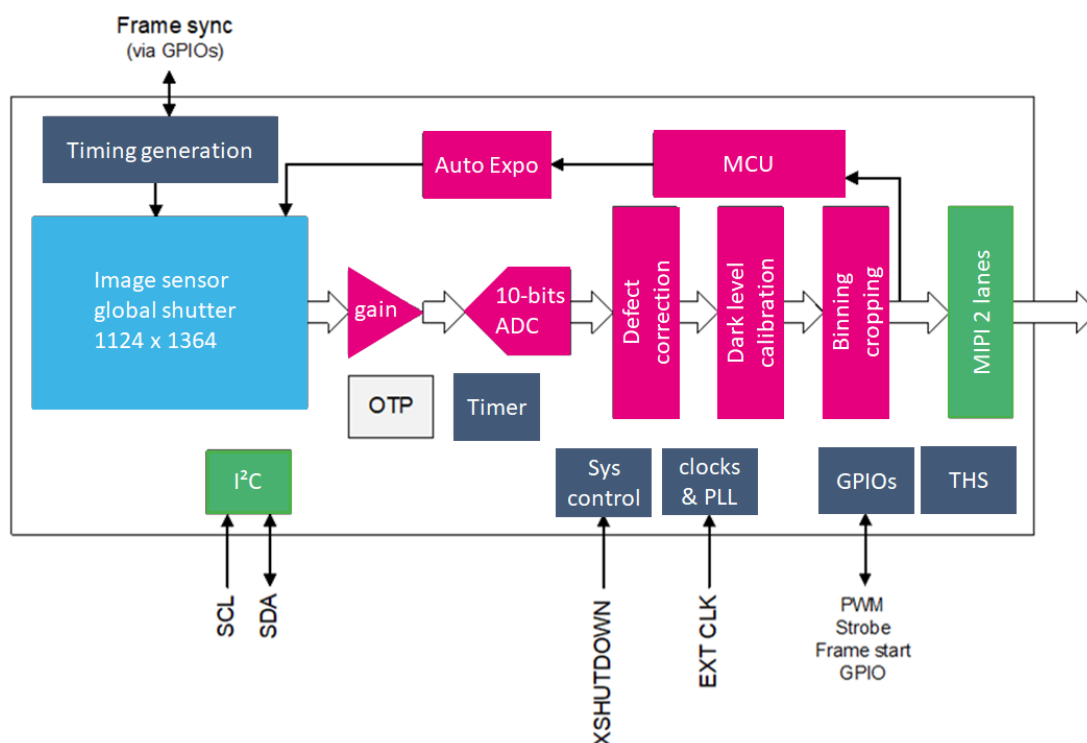 Frame sync
(via GPIOs)
Timing generation
Auto Expo
MCU
Image sensor
global shutter
1124 x 1364
gain
10-bits
ADC
Defect
correction
Dark level
calibration
Binning
cropping
MIPI 2 lanes
OTP
Timer
I²C
Sys
control
clocks
& PLL
GPIOs
THS
SCL
SDA
XSHUTDOWN
EXT CLK
PWM
Strobe
Frame start
GPIO